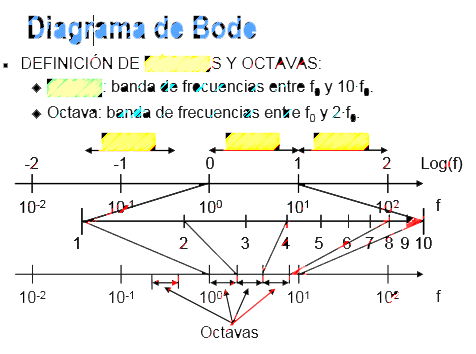 Diagrama de Bode
DEFINICIÓN DE S Y OCTAVAS:
: banda de frecuencias entre f₀ y 10·f₀.
Octava: banda de frecuencias entre f₀ y 2·f₀.
-2 -1 0 1 2 Log(f)
10⁻² 10⁻¹ 10⁰ 10¹ 10² f
1 2 3 4 5 6 7 8 9 10
10⁻² 10⁻¹ 10⁰ 10¹ 10² f
Octavas